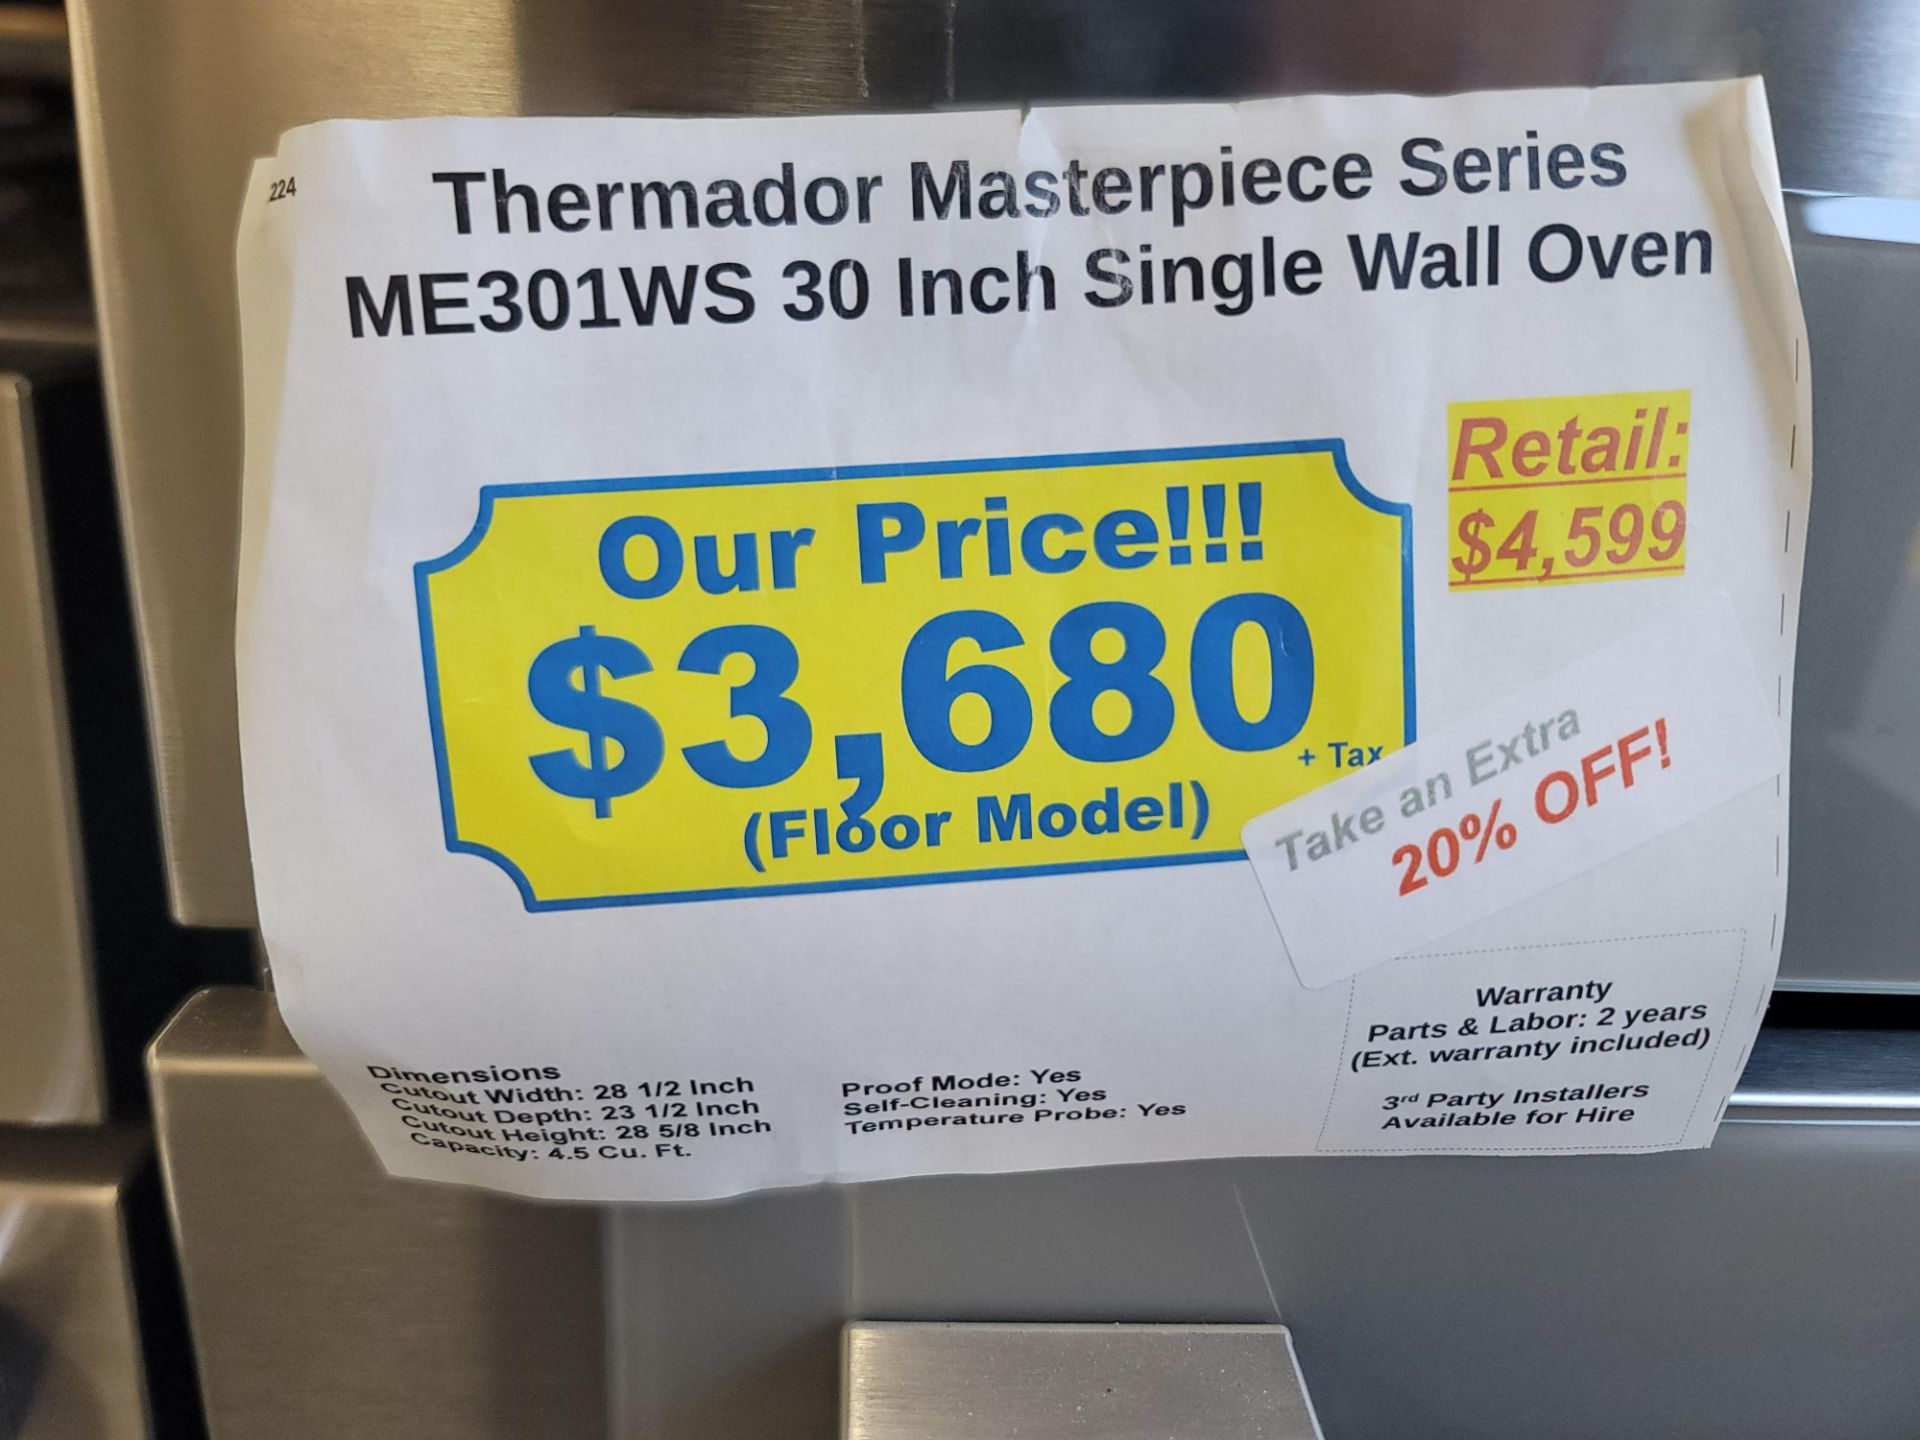 224
Thermador Masterpiece Series
ME301WS 30 Inch Single Wall Oven
Retail:
$4,599
Our Price!!!
$3,680
+ Tax
(Floor Model)
Take an Extra
20% OFF!
Dimensions
Cutout Width: 28 1/2 Inch
Cutout Depth: 23 1/2 Inch
Cutout Height: 28 5/8 Inch
Capacity: 4.5 Cu. Ft.
Proof Mode: Yes
Self-Cleaning: Yes
Temperature Probe: Yes
Warranty
Parts & Labor: 2 years
(Ext. warranty included)
3rd Party Installers
Available for Hire